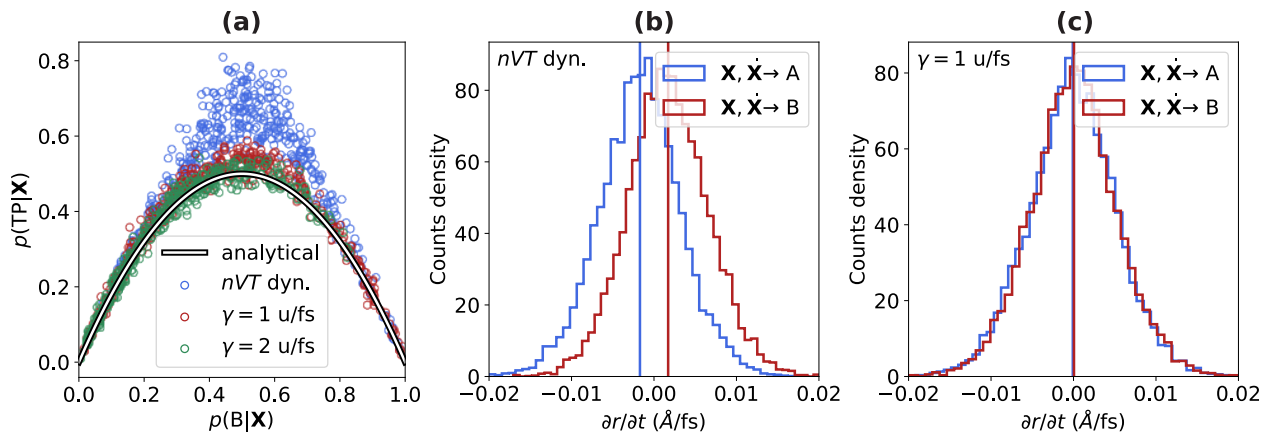 (a)
0.8
0.6
0.4
0.2
0.0
p(TP|X)
analytical
nVT dyn.
γ = 1 u/fs
γ = 2 u/fs
0.0 0.2 0.4 0.6 0.8 1.0
p(B|X)
(b)
nVT dyn.
X, Ẋ→ A
X, Ẋ→ B
80
60
40
20
0
Counts density
−0.02 −0.01 0.00 0.01 0.02
∂r/∂t (Å/fs)
(c)
γ = 1 u/fs
X, Ẋ→ A
X, Ẋ→ B
80
60
40
20
0
Counts density
−0.02 −0.01 0.00 0.01 0.02
∂r/∂t (Å/fs)